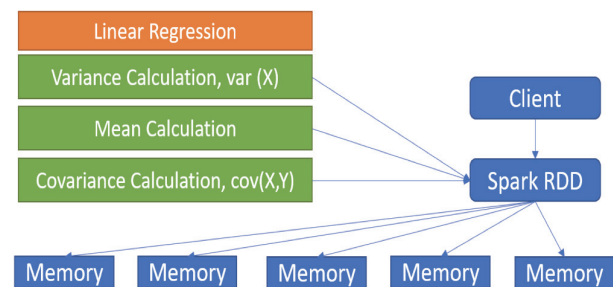 Linear Regression
Variance Calculation, var (X)
Mean Calculation
Covariance Calculation, cov(X,Y)
Client
Spark RDD
Memory
Memory
Memory
Memory
Memory